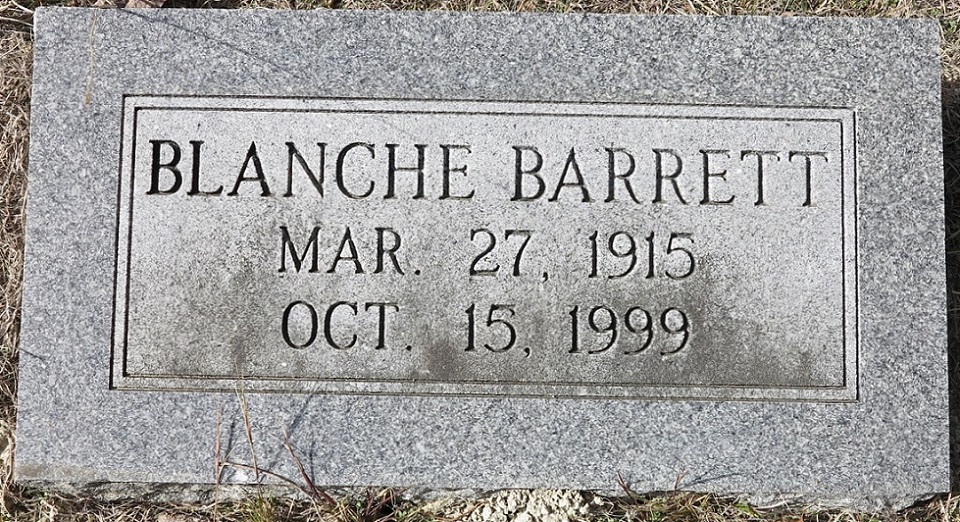 BLANCHE BARRETT
MAR. 27, 1915
OCT. 15, 1999